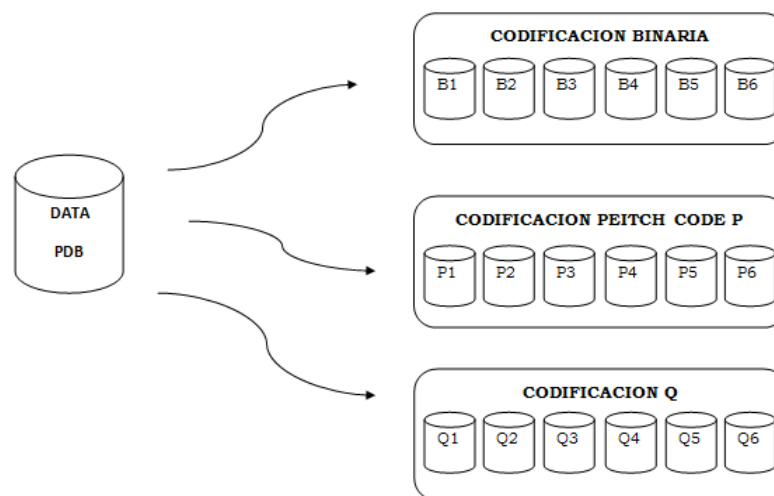 CODIFICACION BINARIA
B1 B2 B3 B4 B5 B6
DATA
PDB
CODIFICACION PEITCH CODE P
P1 P2 P3 P4 P5 P6
CODIFICACION Q
Q1 Q2 Q3 Q4 Q5 Q6